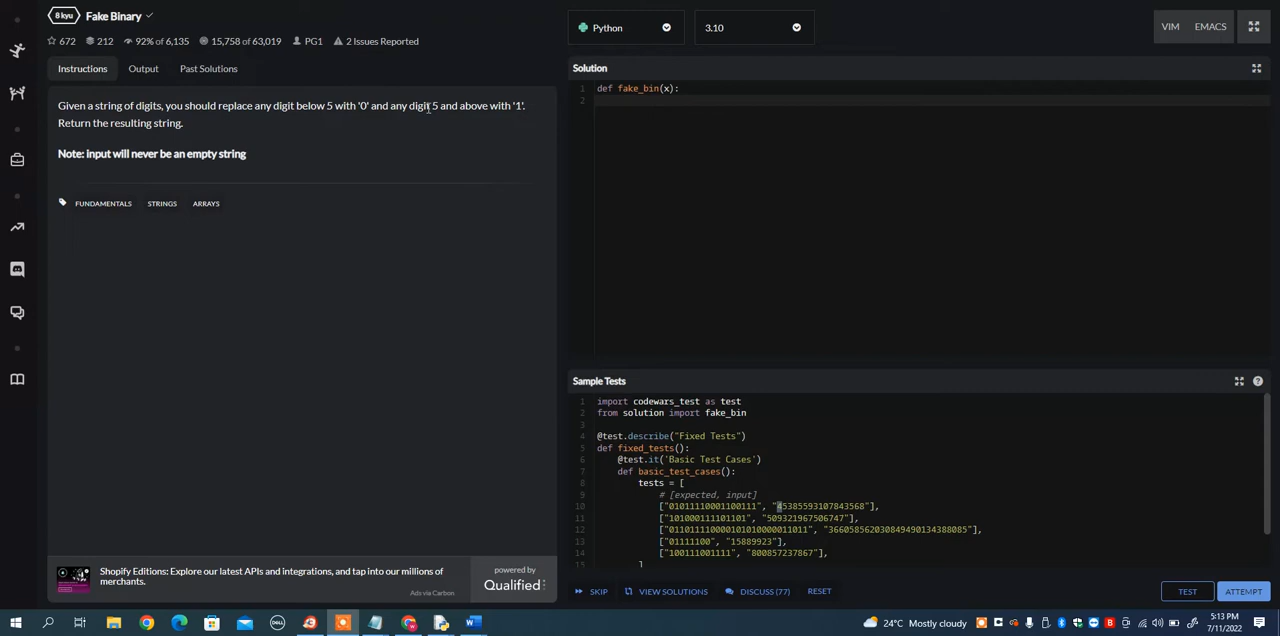 8 kyu Fake Binary
672 212 92% of 6,135 15,758 of 63,019 PG1 2 Issues Reported
Instructions Output Past Solutions
Given a string of digits, you should replace any digit below 5 with '0' and any digit 5 and above with '1'.
Return the resulting string.
Note: input will never be an empty string
FUNDAMENTALS STRINGS ARRAYS
Shopify Editions: Explore our latest APIs and integrations, and tap into our millions of
merchants.
Ads via Carbon
powered by
Qualified
Python 3.10 VIM EMACS
Solution
1 def fake_bin(x):
2
Sample Tests
1 import codewars_test as test
2 from solution import fake_bin
3
4 @test.describe("Fixed Tests")
5 def fixed_tests():
6 @test.it('Basic Test Cases')
7 def basic_test_cases():
8 tests = [
9 # [expected, input]
10 ["01011110001100111", "45385593107843568"],
11 ["101000111101101", "509321967506747"],
12 ["011011110000101010000011011", "366058562030849490134388085"],
13 ["01111100", "15889923"],
14 ["100111001111", "800857237867"],
15 ]
SKIP VIEW SOLUTIONS DISCUSS (77) RESET TEST ATTEMPT
24°C Mostly cloudy
5:13 PM
7/11/2022